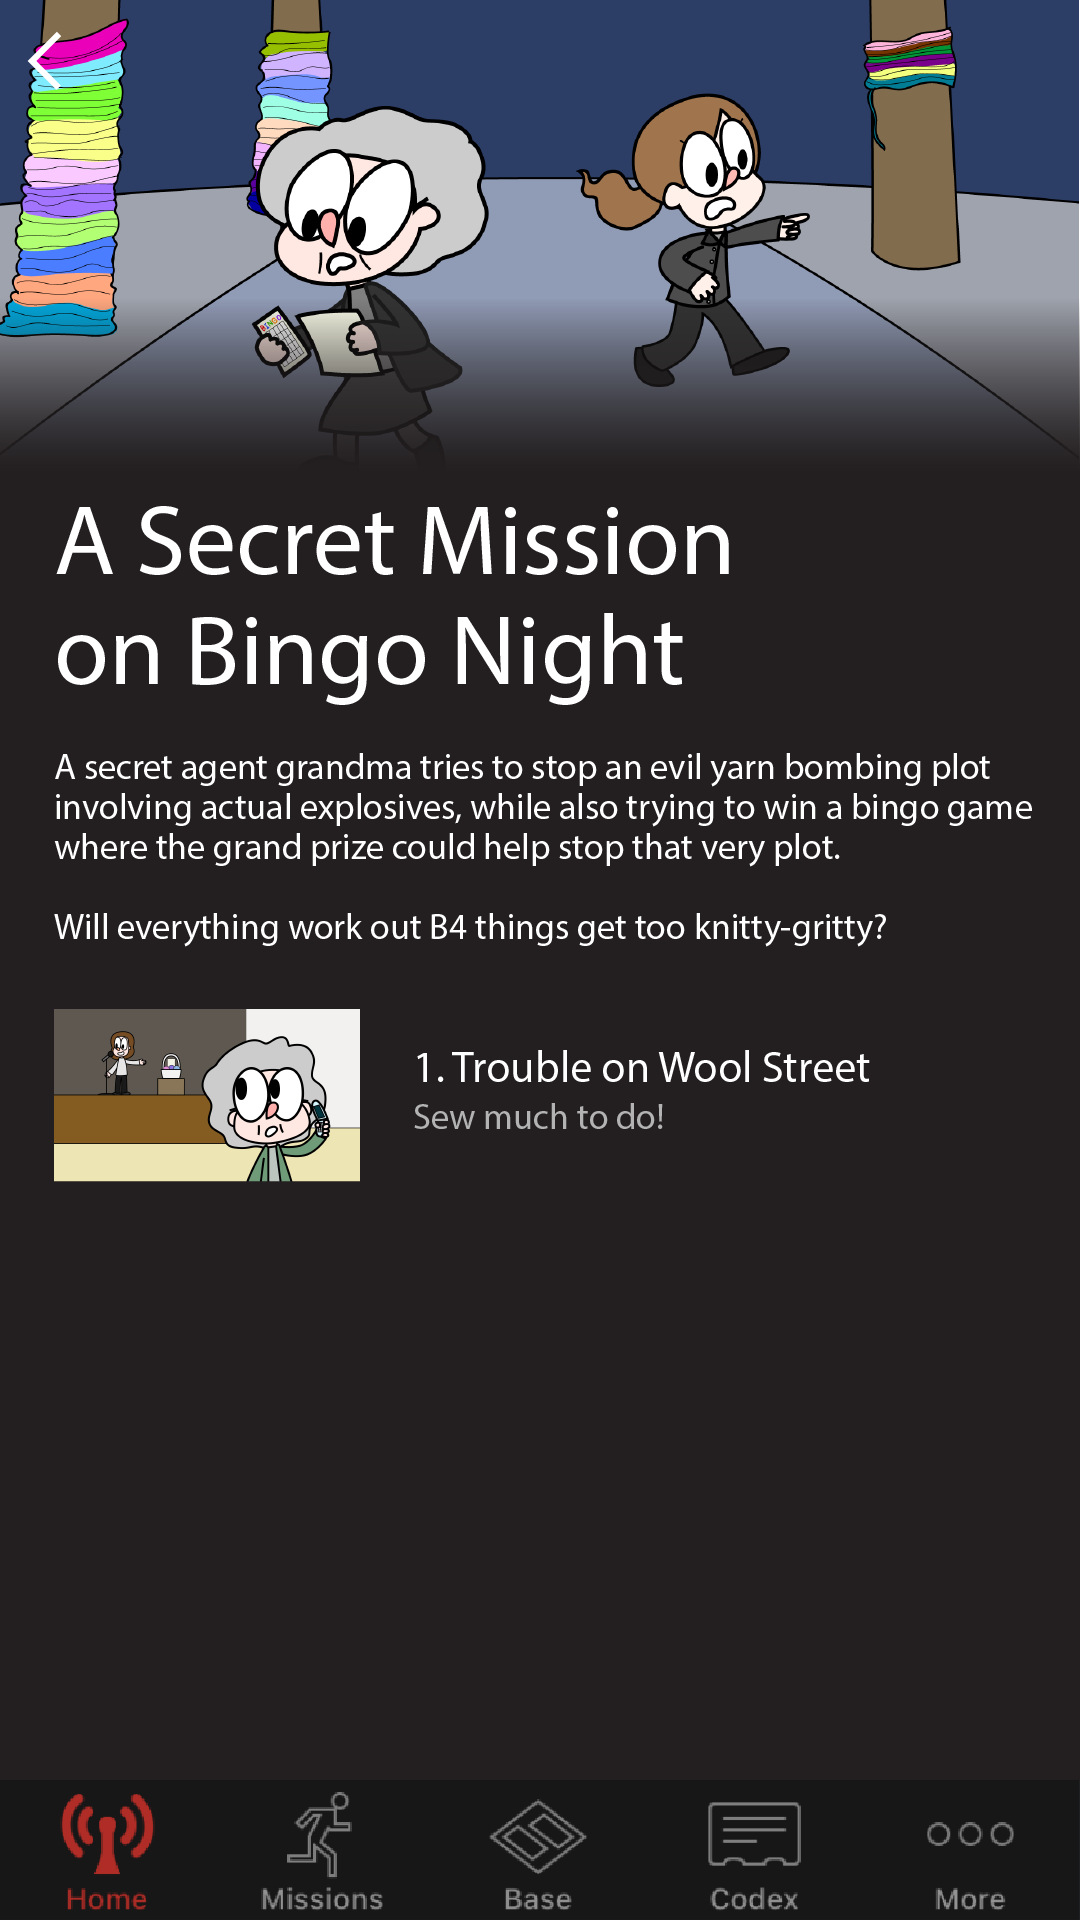 BINGO
A Secret Mission
on Bingo Night
A secret agent grandma tries to stop an evil yarn bombing plot
involving actual explosives, while also trying to win a bingo game
where the grand prize could help stop that very plot.
Will everything work out B4 things get too knitty-gritty?
1. Trouble on Wool Street
Sew much to do!
Home
Missions
Base
Codex
More